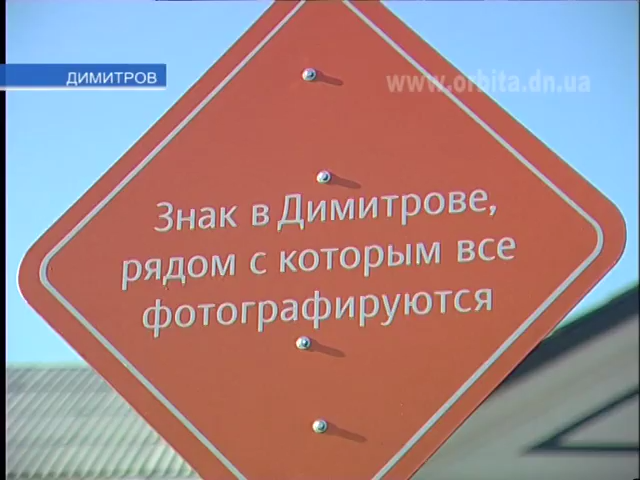 ДИМИТРОВ
www.orbita.dn.ua
Знак в Димитрове,
рядом с которым все
фотографируются